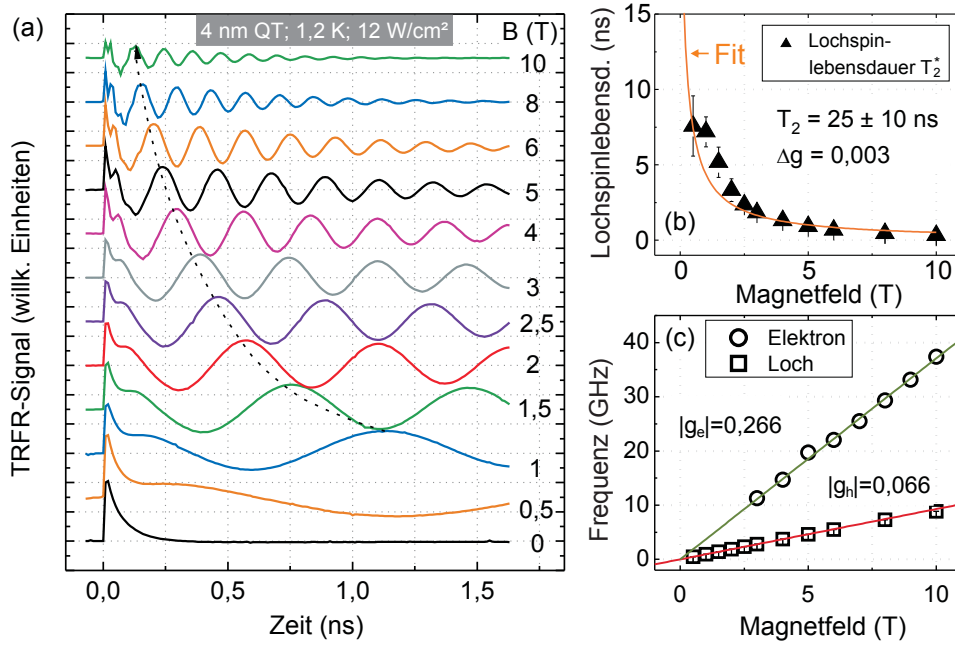 (a)
4 nm QT; 1,2 K; 12 W/cm²
B (T)
10
8
6
5
4
3
2,5
2
1,5
1
0,5
0
TRFR-Signal (willk. Einheiten)
0,0 0,5 1,0 1,5
Zeit (ns)
Lochspinlebensd. (ns)
15
10
5
0
Fit
Lochspin-
lebensdauer T₂*
T₂ = 25 ± 10 ns
Δg = 0,003
(b)
0 5 10
Magnetfeld (T)
(c)
Elektron
Loch
Frequenz (GHz)
40
30
20
10
0
|gₑ|=0,266
|gₕ|=0,066
0 5 10
Magnetfeld (T)